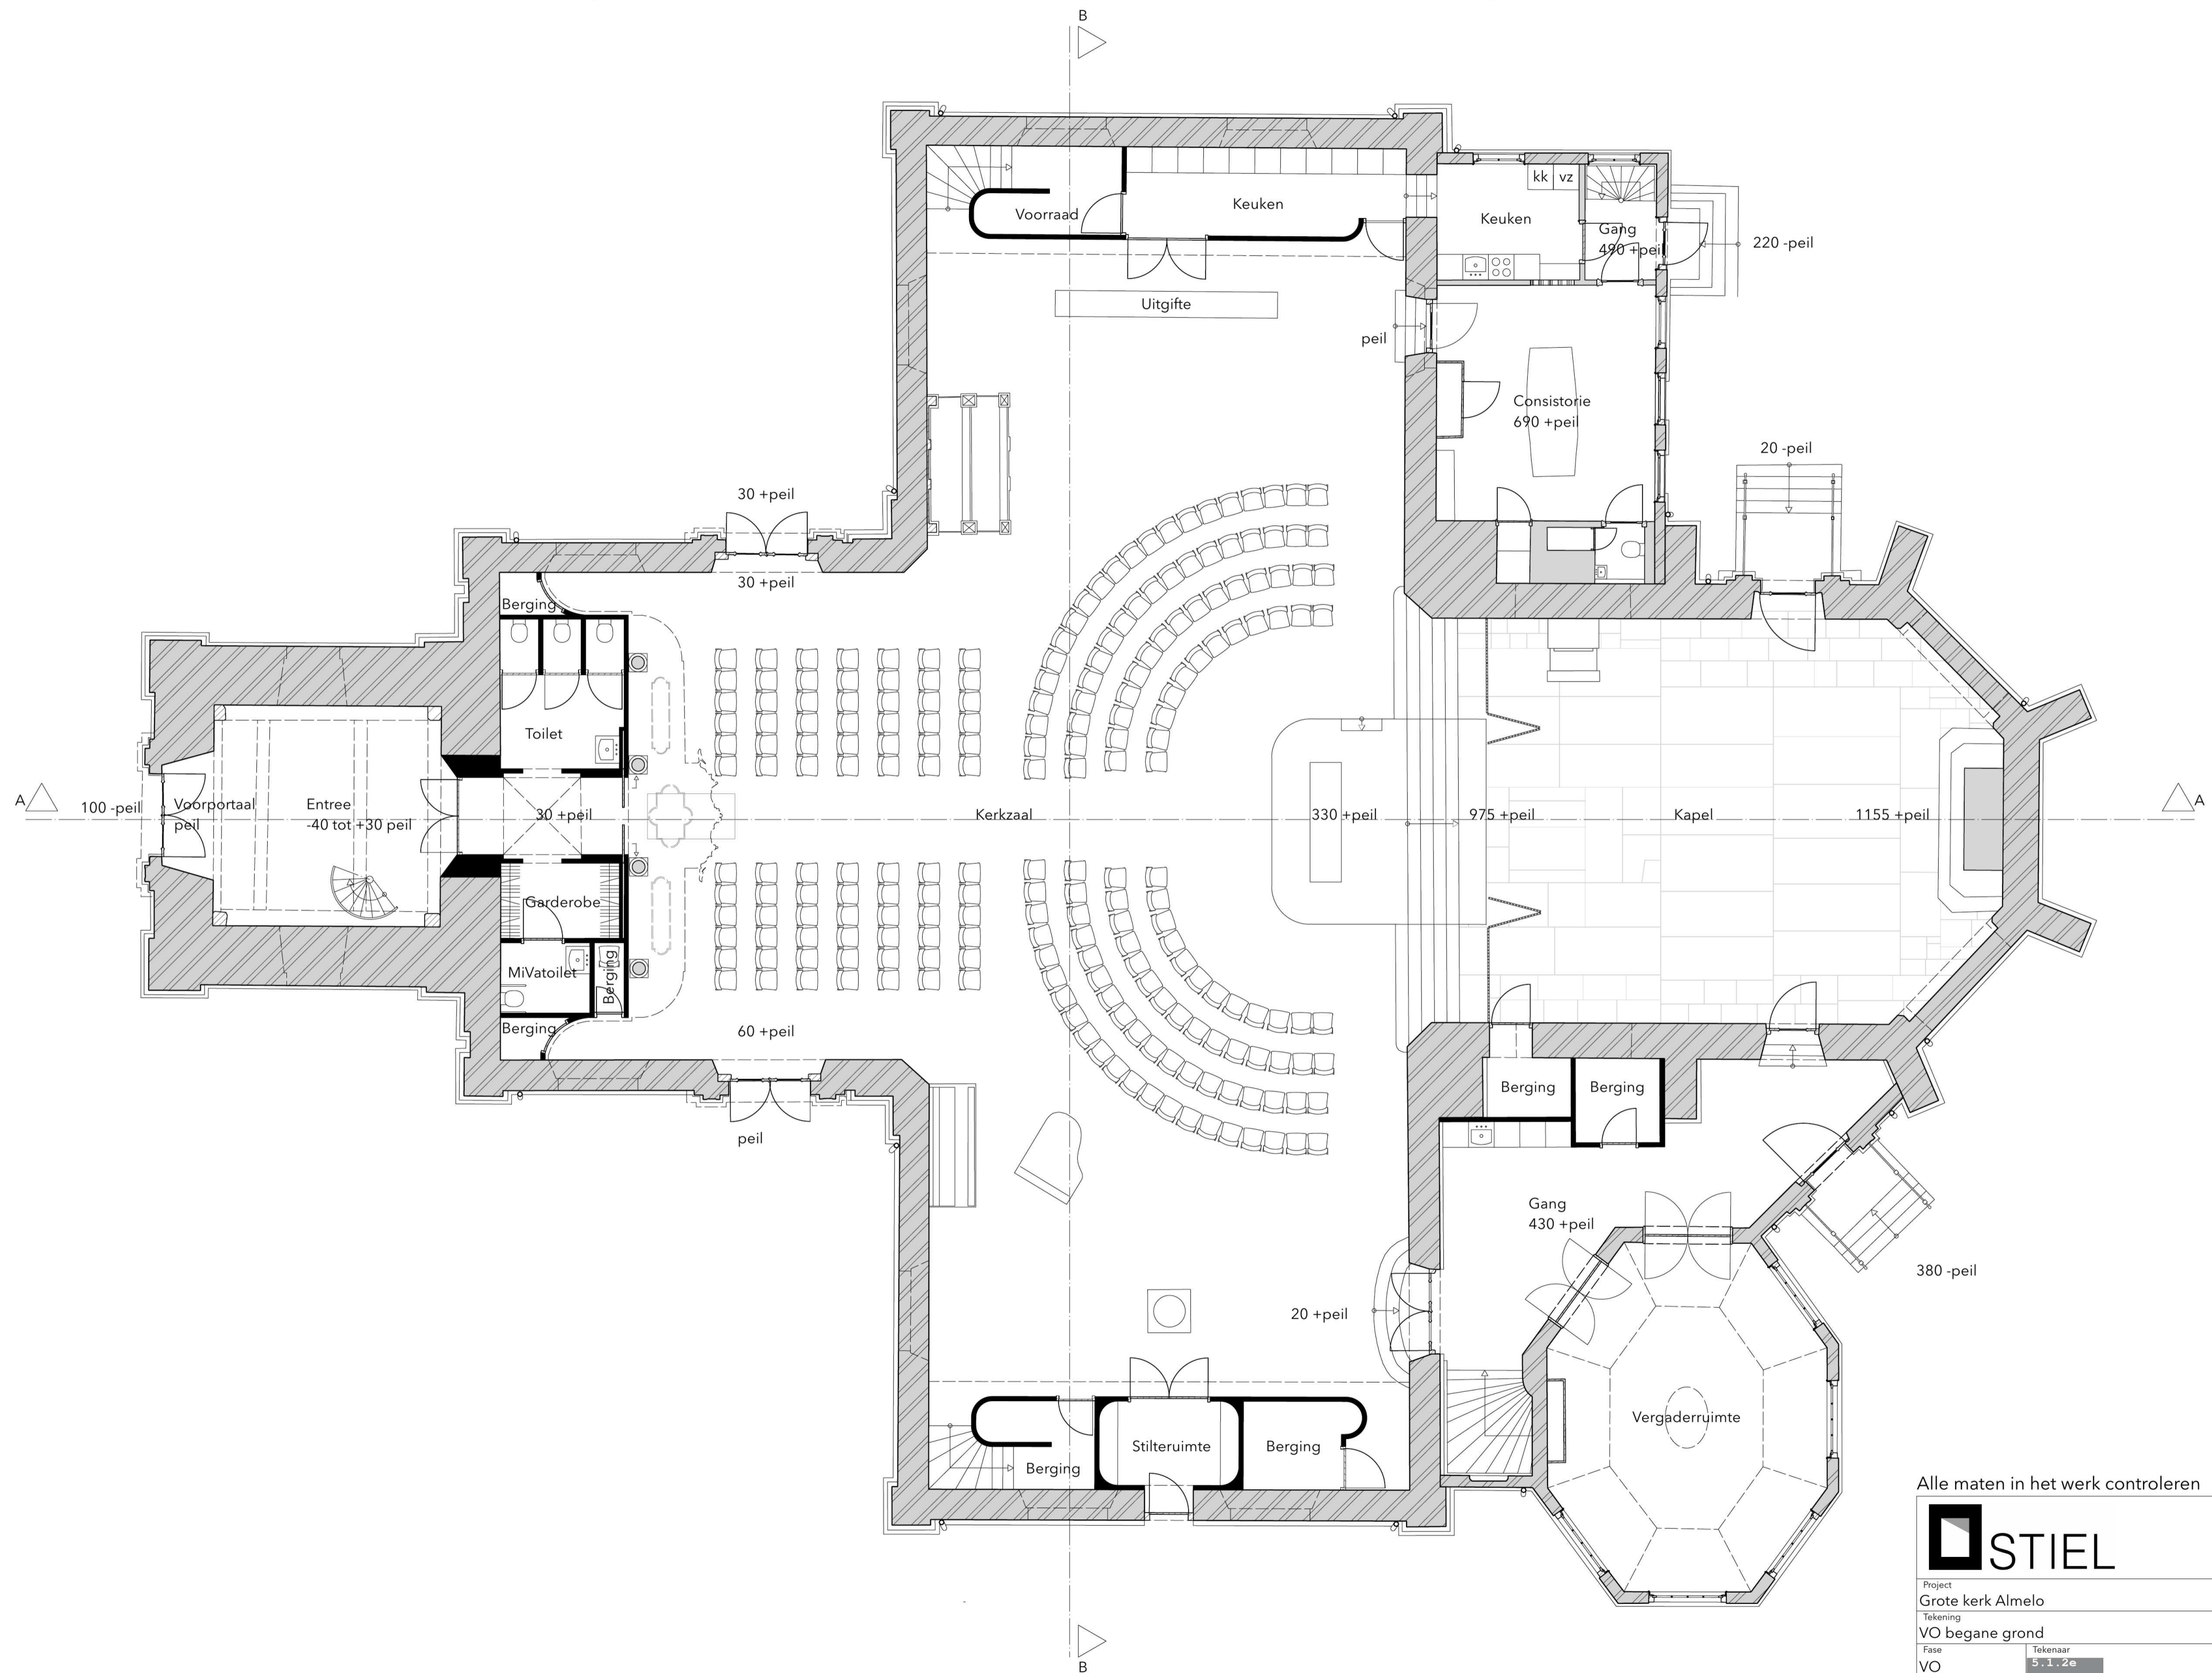 B
kk
vz
Voorraad
Keuken
Keuken
Gang
490 +peil
220 -peil
Uitgifte
peil
Consistorie
690 +peil
20 -peil
30 +peil
30 +peil
Berging
Toilet
A
100 -peil
Voorportaal
peil
Entree
-40 tot +30 peil
30 +peil
Kerkzaal
330 +peil
975 +peil
Kapel
1155 +peil
A
Garderobe
MiVatoilet
Berging
Berging
60 +peil
peil
Berging
Berging
Gang
430 +peil
380 -peil
20 +peil
Vergaderruimte
Berging
Stilteruimte
Berging
B
Alle maten in het werk controleren
STIEL
Project
Grote kerk Almelo
Tekening
VO begane grond
Fase
Tekenaar
VO
5.1.2e